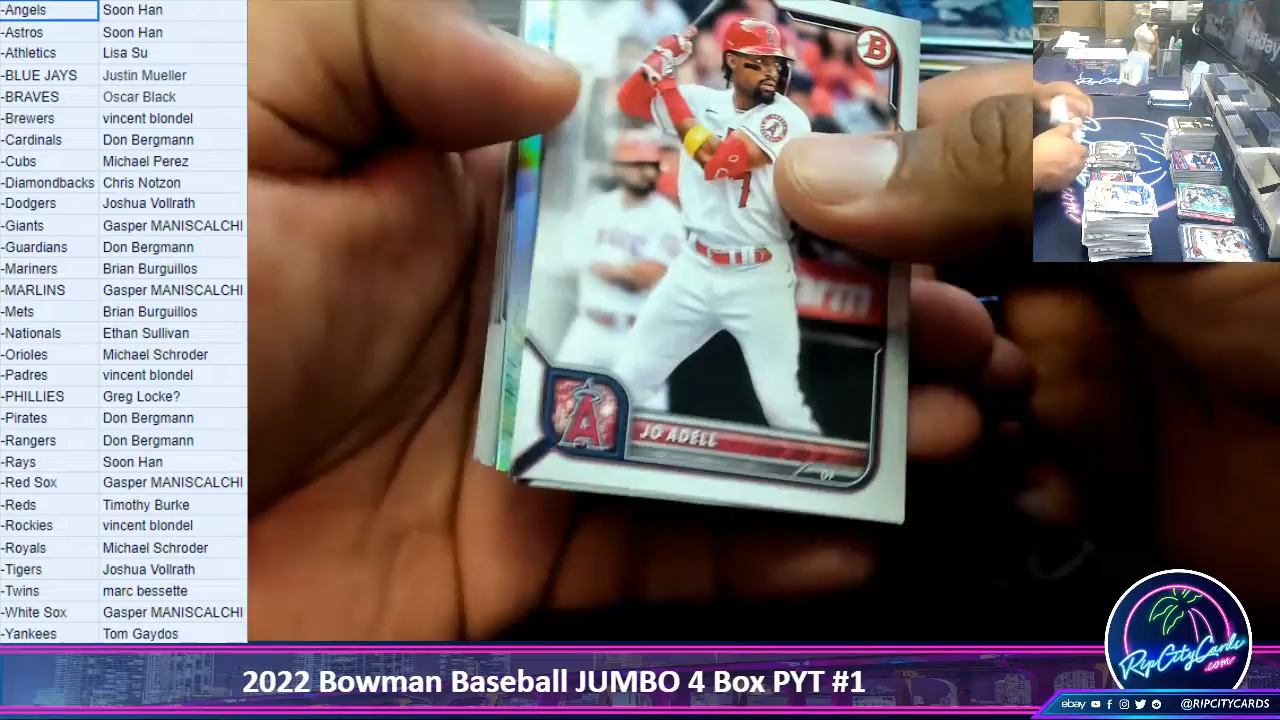 -Angels Soon Han
-Astros Soon Han
-Athletics Lisa Su
-BLUE JAYS Justin Mueller
-BRAVES Oscar Black
-Brewers vincent blondel
-Cardinals Don Bergmann
-Cubs Michael Perez
-Diamondbacks Chris Notzon
-Dodgers Joshua Vollrath
-Giants Gasper MANISCALCHI
-Guardians Don Bergmann
-Mariners Brian Burguillos
-MARLINS Gasper MANISCALCHI
-Mets Brian Burguillos
-Nationals Ethan Sullivan
-Orioles Michael Schroder
-Padres vincent blondel
-PHILLIES Greg Locke?
-Pirates Don Bergmann
-Rangers Don Bergmann
-Rays Soon Han
-Red Sox Gasper MANISCALCHI
-Reds Timothy Burke
-Rockies vincent blondel
-Royals Michael Schroder
-Tigers Joshua Vollrath
-Twins marc bessette
-White Sox Gasper MANISCALCHI
-Yankees Tom Gaydos
B
A
7
A
JO ADELL
OF
RipCityCards
.com
2022 Bowman Baseball JUMBO 4 Box PYT #1
ebay @RIPCITYCARDS